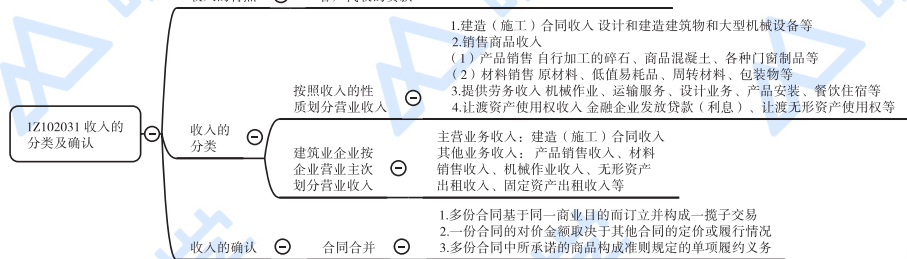 1.建造（施工）合同收入 设计和建造建筑物和大型机械设备等
2.销售商品收入
（1）产品销售 自行加工的碎石、商品混凝土、各种门窗制品等
（2）材料销售 原材料、低值易耗品、周转材料、包装物等
3.提供劳务收入 机械作业、运输服务、设计业务、产品安装、餐饮住宿等
4.让渡资产使用权收入 金融企业发放贷款（利息）、让渡无形资产使用权等
按照收入的性
质划分营业收入
1Z102031 收入的
分类及确认
收入的
分类
主营业务收入：建造（施工）合同收入
其他业务收入： 产品销售收入、材料
销售收入、机械作业收入、无形资产
出租收入、固定资产出租收入等
建筑业企业按
企业营业主次
划分营业收入
收入的确认
合同合并
1.多份合同基于同一商业目的而订立并构成一揽子交易
2.一份合同的对价金额取决于其他合同的定价或履行情况
3.多份合同中所承诺的商品构成准则规定的单项履约义务